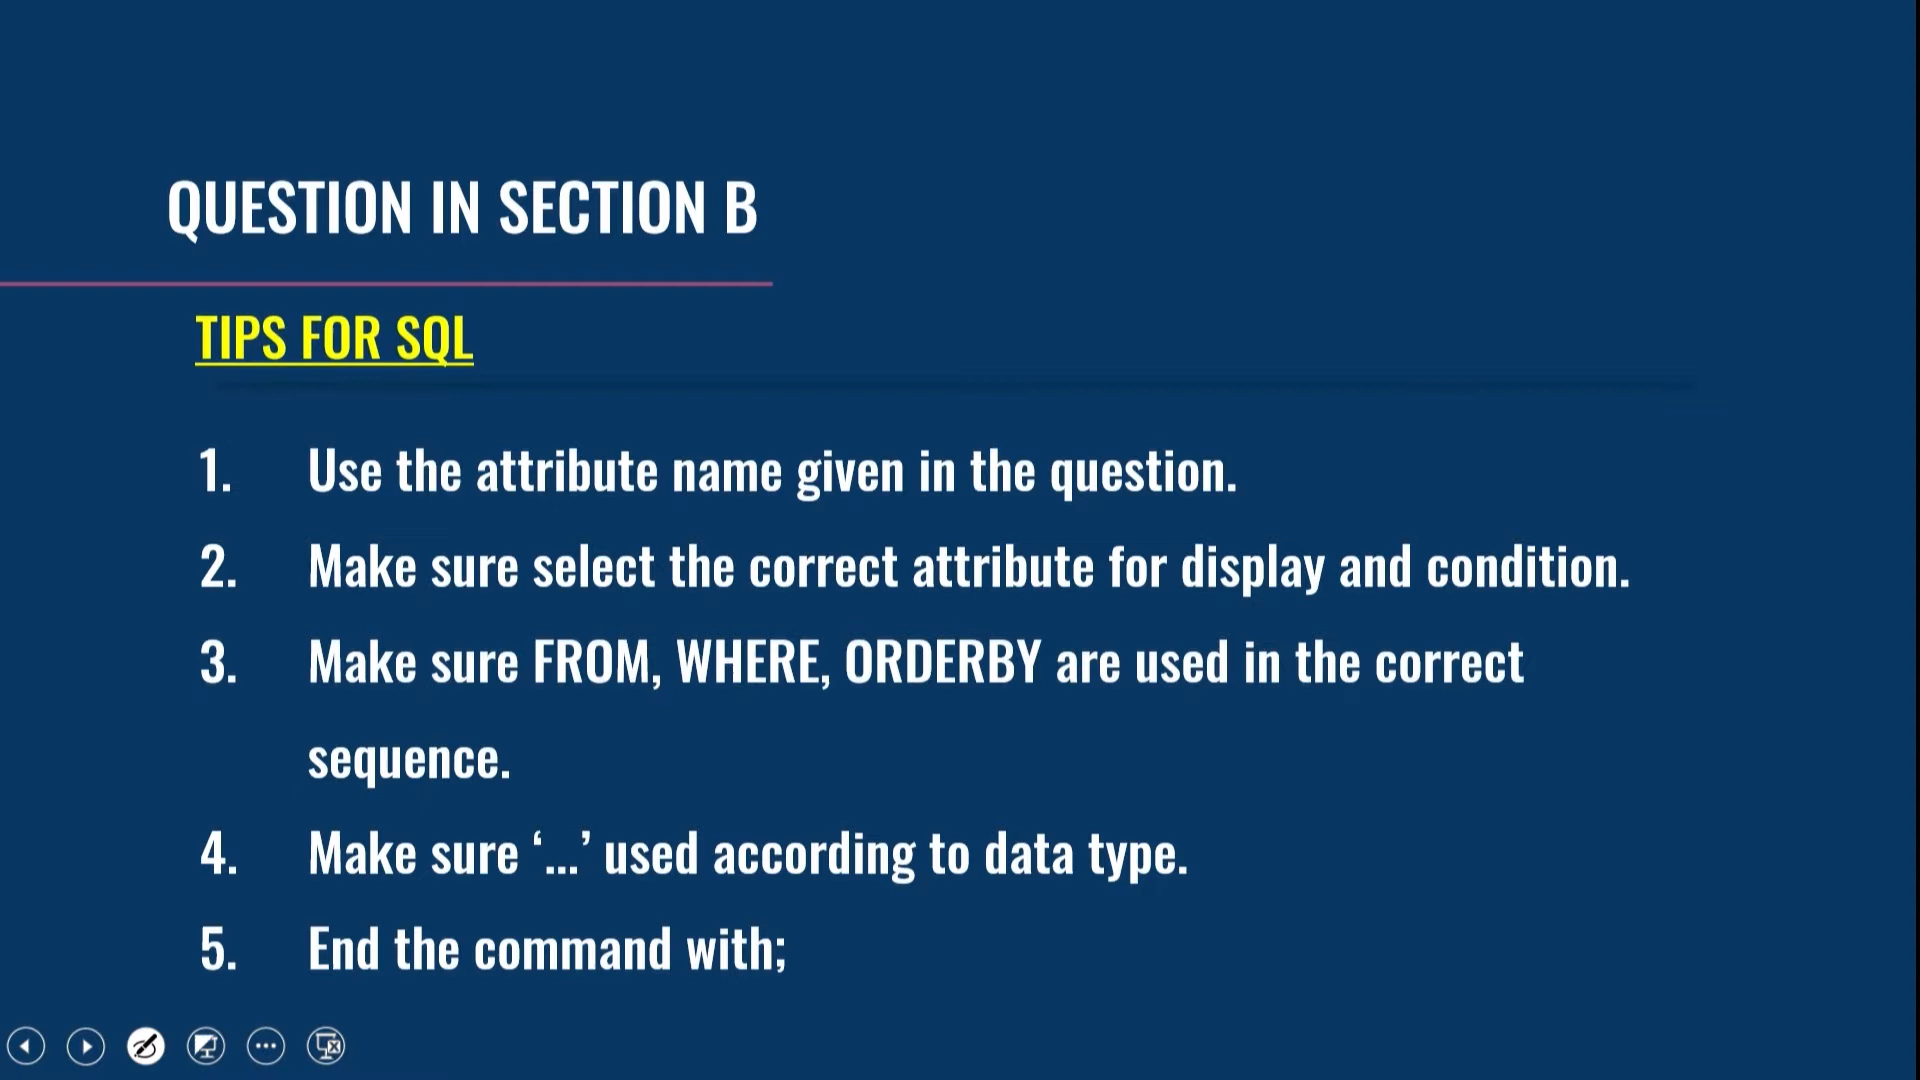 QUESTION IN SECTION B
TIPS FOR SQL
1. Use the attribute name given in the question.
2. Make sure select the correct attribute for display and condition.
3. Make sure FROM, WHERE, ORDERBY are used in the correct
sequence.
4. Make sure ‘...’ used according to data type.
5. End the command with;